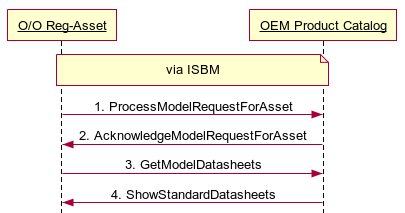 O/O Reg-Asset
OEM Product Catalog
via ISBM
1. ProcessModelRequestForAsset
2. AcknowledgeModelRequestForAsset
3. GetModelDatasheets
4. ShowStandardDatasheets